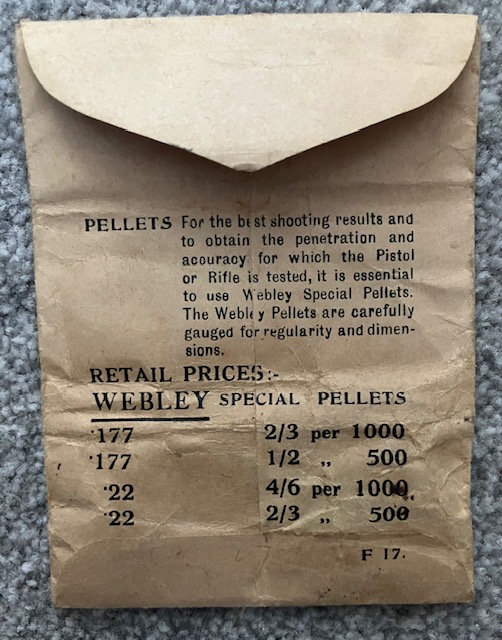 PELLETS For the best shooting results and
to obtain the penetration and
accuracy for which the Pistol
or Rifle is tested, it is essential
to use Webley Special Pellets.
The Webley Pellets are carefully
gauged for regularity and dimen-
sions.
RETAIL PRICES:-
WEBLEY SPECIAL PELLETS
·177 2/3 per 1000
·177 1/2 „ 500
·22 4/6 per 1000
·22 2/3 „ 500
F 17.